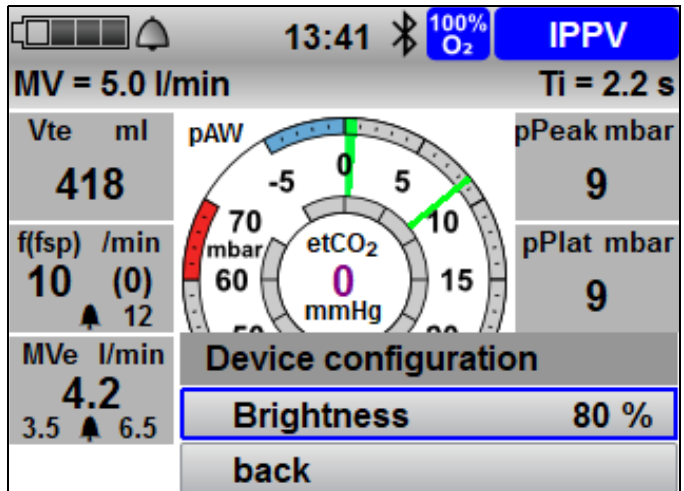 13:41 100% O₂ IPPV
MV = 5.0 l/min Ti = 2.2 s
Vte ml
418
f(fsp) /min
10 (0)
12
MVe l/min
4.2
3.5 6.5
pAW
-5 0 5
70 10
mbar
60 15
etCO₂
0
mmHg
pPeak mbar
9
pPlat mbar
9
Device configuration
Brightness 80 %
back